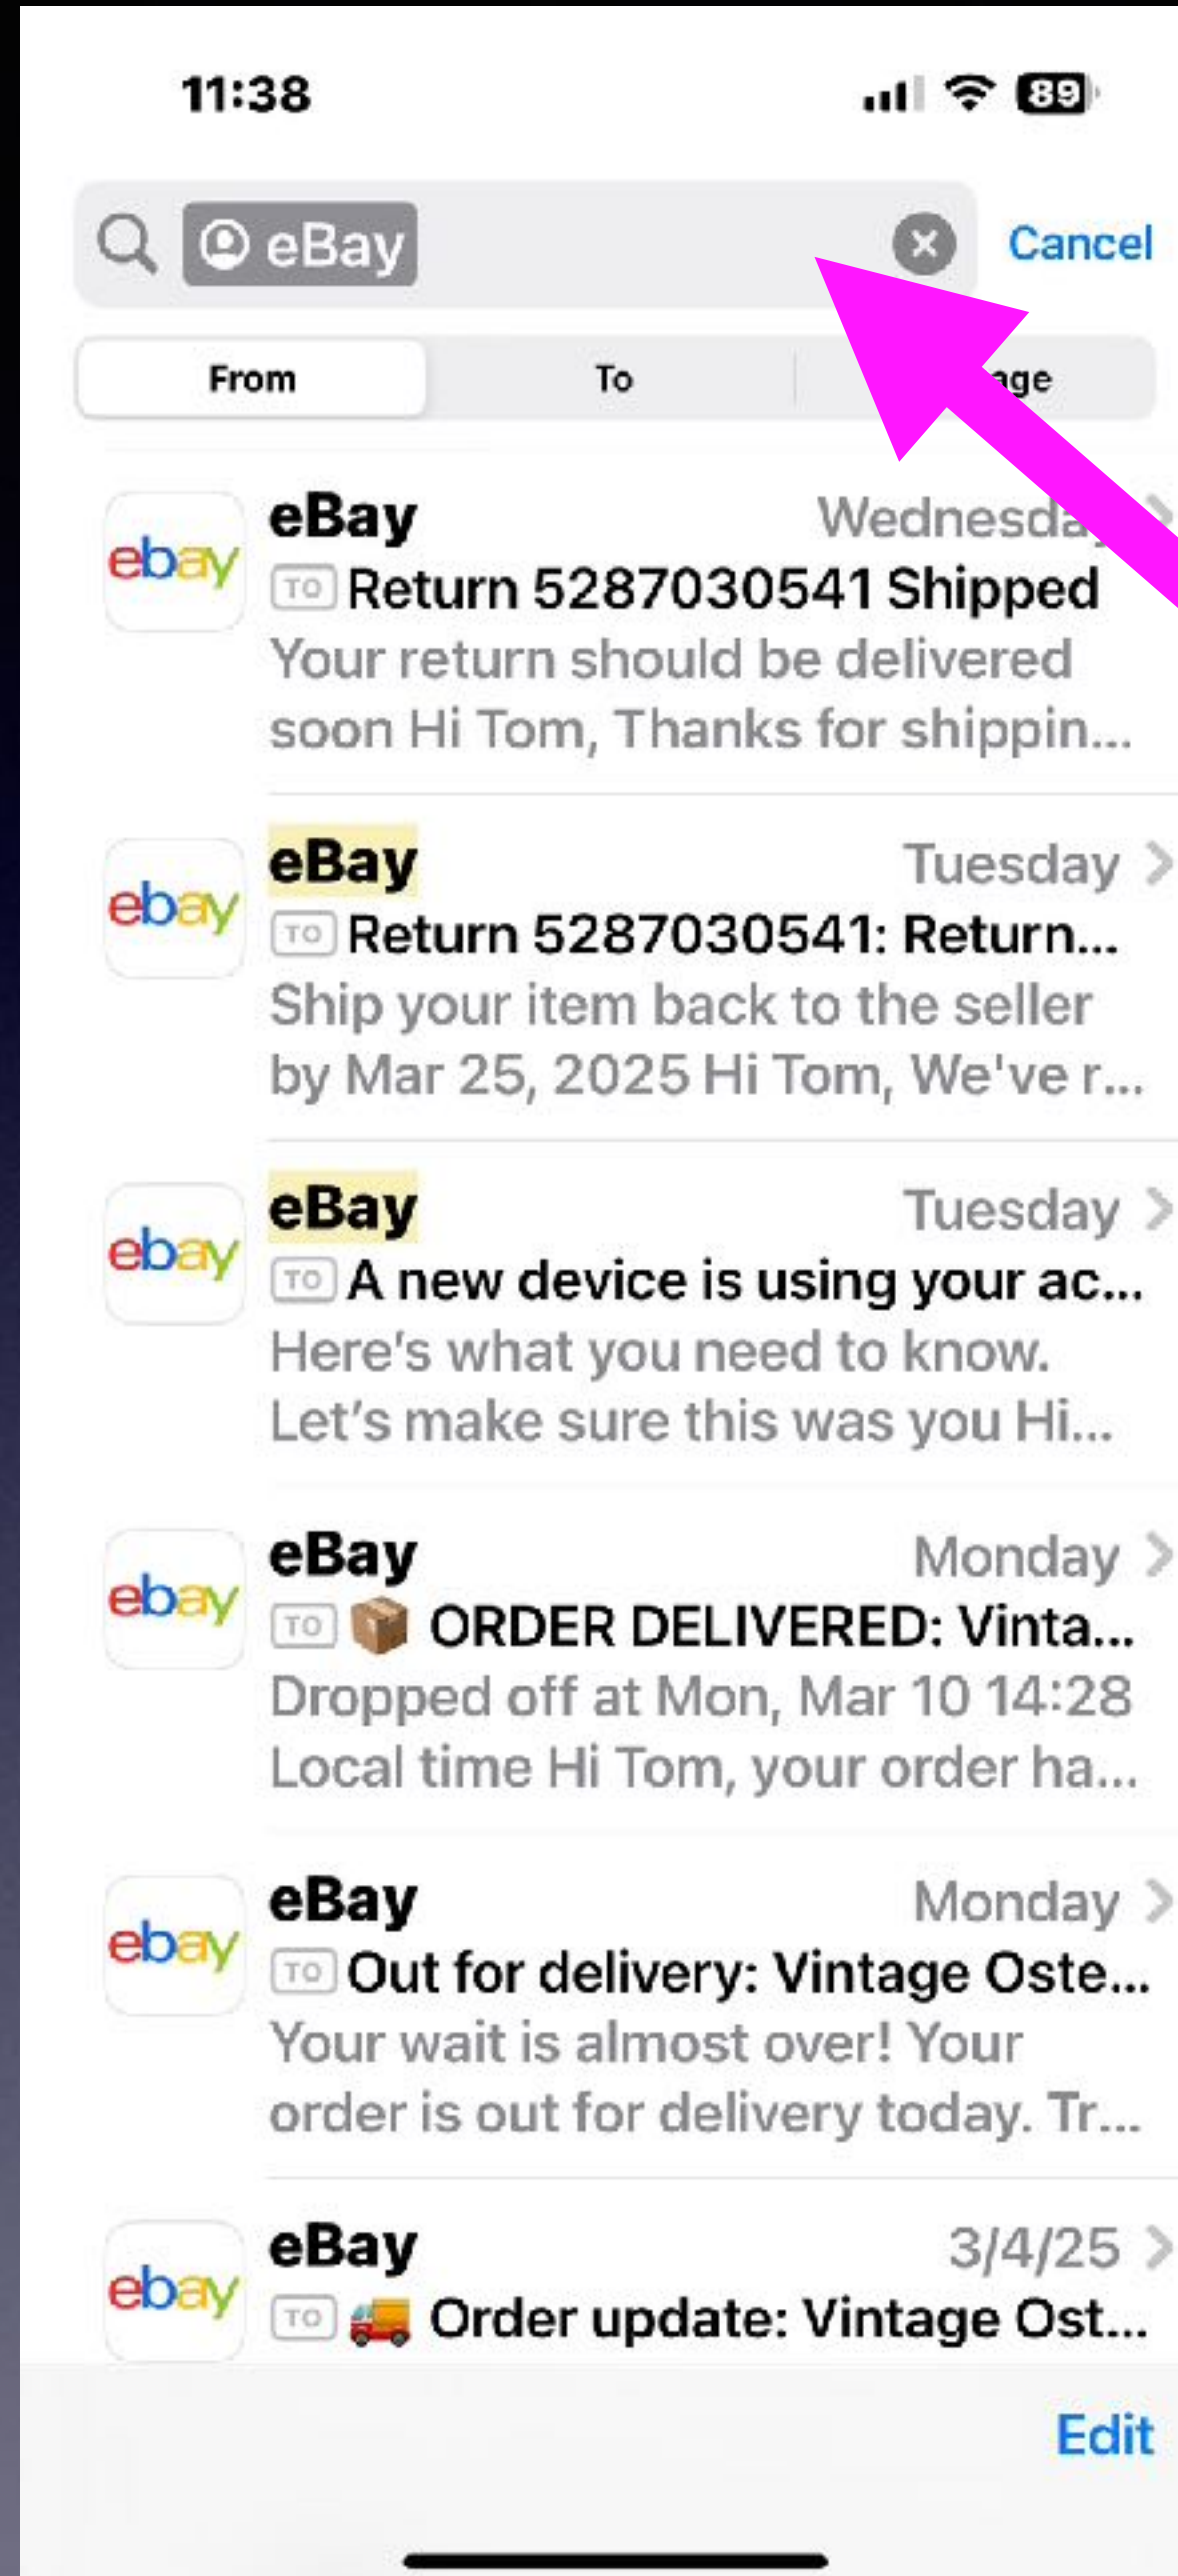 11:38 89
eBay Cancel
From To age
ebay
eBay Wednesday
TO Return 5287030541 Shipped
Your return should be delivered
soon Hi Tom, Thanks for shippin...
ebay
eBay Tuesday
TO Return 5287030541: Return...
Ship your item back to the seller
by Mar 25, 2025 Hi Tom, We've r...
ebay
eBay Tuesday
TO A new device is using your ac...
Here's what you need to know.
Let's make sure this was you Hi...
ebay
eBay Monday
TO 📦 ORDER DELIVERED: Vinta...
Dropped off at Mon, Mar 10 14:28
Local time Hi Tom, your order ha...
ebay
eBay Monday
TO Out for delivery: Vintage Oste...
Your wait is almost over! Your
order is out for delivery today. Tr...
ebay
eBay 3/4/25
TO 🚚 Order update: Vintage Ost...
Edit